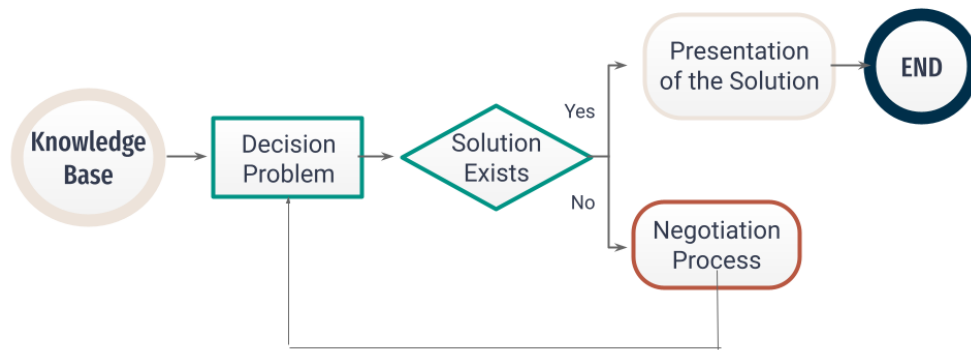 Knowledge
Base
Decision
Problem
Solution
Exists
Yes
No
Presentation
of the Solution
END
Negotiation
Process